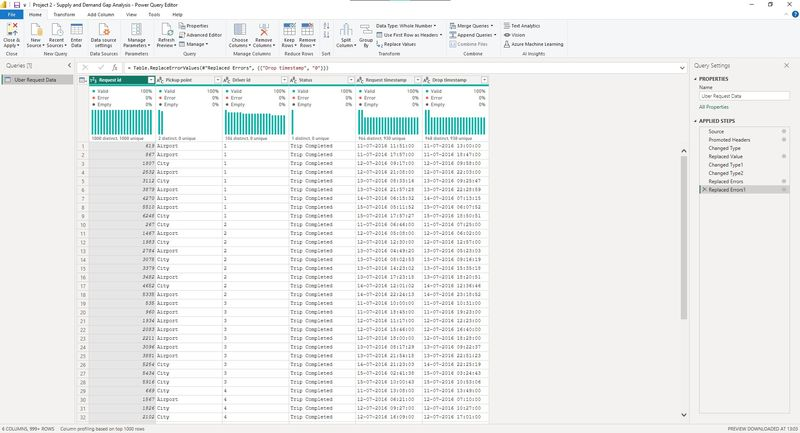 Project 2 - Supply and Demand Gap Analysis - Power Query Editor
File Home Transform Add Column View Tools Help
Close & Apply New Source Recent Sources Enter Data Data source settings Manage Parameters Refresh Preview Properties Advanced Editor Manage Choose Columns Remove Columns Keep Rows Remove Rows Split Column Group By Data Type: Whole Number Use First Row as Headers Replace Values Merge Queries Append Queries Combine Files Text Analytics Vision Azure Machine Learning
Close New Query Data Sources Parameters Query Manage Columns Reduce Rows Sort Transform Combine AI Insights
Queries [1]
Uber Request Data
= Table.ReplaceErrorValues(#"Replaced Errors", {{"Drop timestamp", "0"}})
Request id Pickup point Driver id Status Request timestamp Drop timestamp
Valid 100% Valid 100% Valid 100% Valid 100% Valid 100% Valid 100%
Error 0% Error 0% Error 0% Error 0% Error 0% Error 0%
Empty 0% Empty 0% Empty 0% Empty 0% Empty 0% Empty 0%
1000 distinct, 1000 unique 2 distinct, 0 unique 106 distinct, 0 unique 1 distinct, 0 unique
1 619 Airport 1 Trip Completed 11-07-2016 11:51:00 11-07-2016 13:00:00
2 867 Airport 1 Trip Completed 11-07-2016 17:57:00 11-07-2016 18:47:00
3 1807 City 1 Trip Completed 12-07-2016 09:17:00 12-07-2016 09:58:00
4 2532 Airport 1 Trip Completed 12-07-2016 21:08:00 12-07-2016 22:03:00
5 3112 City 1 Trip Completed 13-07-2016 08:33:16 13-07-2016 09:25:47
6 3879 Airport 1 Trip Completed 13-07-2016 21:57:28 13-07-2016 22:28:59
7 4270 Airport 1 Trip Completed 14-07-2016 06:15:32 14-07-2016 07:13:15
8 5510 Airport 1 Trip Completed 15-07-2016 05:11:52 15-07-2016 06:07:52
9 6248 City 1 Trip Completed 15-07-2016 17:57:27 15-07-2016 18:50:51
10 267 City 2 Trip Completed 11-07-2016 06:46:00 11-07-2016 07:25:00
11 1467 Airport 2 Trip Completed 12-07-2016 05:08:00 12-07-2016 06:02:00
12 1983 City 2 Trip Completed 12-07-2016 12:30:00 12-07-2016 12:57:00
13 2784 Airport 2 Trip Completed 13-07-2016 04:49:20 13-07-2016 05:23:03
14 3075 City 2 Trip Completed 13-07-2016 08:02:53 13-07-2016 09:16:19
15 3379 City 2 Trip Completed 13-07-2016 14:23:02 13-07-2016 15:35:18
16 3482 Airport 2 Trip Completed 13-07-2016 17:23:18 13-07-2016 18:20:51
17 4652 City 2 Trip Completed 14-07-2016 12:01:02 14-07-2016 12:36:46
18 5335 Airport 2 Trip Completed 14-07-2016 22:24:13 14-07-2016 23:18:52
19 535 Airport 3 Trip Completed 11-07-2016 10:00:00 11-07-2016 10:31:00
20 960 Airport 3 Trip Completed 11-07-2016 18:45:00 11-07-2016 19:23:00
21 1934 Airport 3 Trip Completed 12-07-2016 11:17:00 12-07-2016 12:23:00
22 2083 Airport 3 Trip Completed 12-07-2016 15:46:00 12-07-2016 16:40:00
23 2211 Airport 3 Trip Completed 12-07-2016 18:00:00 12-07-2016 18:28:00
24 3096 Airport 3 Trip Completed 13-07-2016 08:17:29 13-07-2016 09:22:37
25 3881 Airport 3 Trip Completed 13-07-2016 21:54:18 13-07-2016 22:51:23
26 5254 Airport 3 Trip Completed 14-07-2016 21:23:03 14-07-2016 22:25:19
27 5434 City 3 Trip Completed 15-07-2016 02:41:38 15-07-2016 03:24:43
28 5916 City 3 Trip Completed 15-07-2016 10:00:43 15-07-2016 10:53:08
29 669 City 4 Trip Completed 11-07-2016 13:08:00 11-07-2016 13:49:00
30 1567 Airport 4 Trip Completed 12-07-2016 06:21:00 12-07-2016 07:10:00
31 City 4 Trip Completed 12-07-2016 09:27:00 12-07-2016 10:27:00
32 2102 City 4 Trip Completed 12-07-2016 16:09:00 12-07-2016 17:01:00
Query Settings
PROPERTIES
Name
Uber Request Data
All Properties
APPLIED STEPS
Source
Promoted Headers
Changed Type
Replaced Value
Changed Type1
Changed Type2
Replaced Errors
Replaced Errors1
6 COLUMNS, 999+ ROWS Column profiling based on top 1000 rows PREVIEW DOWNLOADED AT 13:03